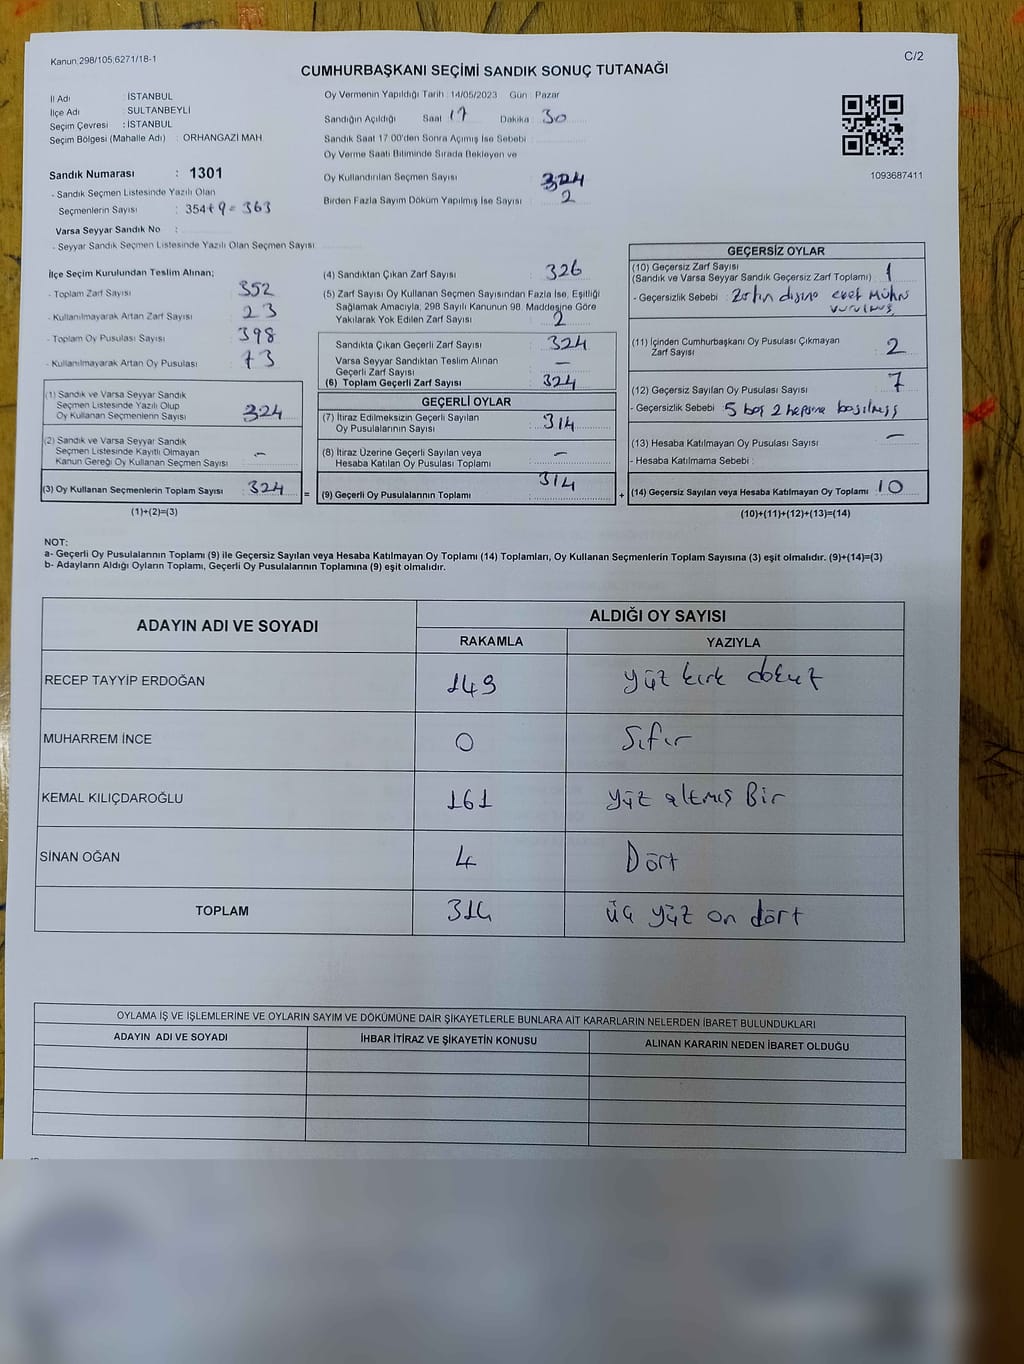 Kanun;298/105;6271/18-1
C/2
CUMHURBAŞKANI SEÇİMİ SANDIK SONUÇ TUTANAĞI
İl Adı : İSTANBUL
İlçe Adı : SULTANBEYLİ
Seçim Çevresi : İSTANBUL
Seçim Bölgesi (Mahalle Adı) : ORHANGAZİ MAH
Sandık Numarası : 1301
- Sandık Seçmen Listesinde Yazılı Olan
Seçmenlerin Sayısı : 354+9=363
Varsa Seyyar Sandık No :
- Seyyar Sandık Seçmen Listesinde Yazılı Olan Seçmen Sayısı:
Oy Vermenin Yapıldığı Tarih : 14/05/2023 Gün : Pazar
Sandığın Açıldığı Saat 17 Dakika : 30
Sandık Saat 17:00'den Sonra Açımış İse Sebebi :
Oy Verme Saati Bitiminde Sırada Bekleyen ve
Oy Kullandırılan Seçmen Sayısı : 324
Birden Fazla Sayım Döküm Yapılmış İse Sayısı : 2
1093687411
İlçe Seçim Kurulundan Teslim Alınan;
- Toplam Zarf Sayısı : 352
- Kullanılmayarak Artan Zarf Sayısı : 23
- Toplam Oy Pusulası Sayısı : 398
- Kullanılmayarak Artan Oy Pusulası : 73
(1) Sandık ve Varsa Seyyar Sandık
Seçmen Listesinde Yazılı Olup
Oy Kullanan Seçmenlerin Sayısı : 324
(2) Sandık ve Varsa Seyyar Sandık
Seçmen Listesinde Kayıtlı Olmayan
Kanun Gereği Oy Kullanan Seçmen Sayısı : -
(3) Oy Kullanan Seçmenlerin Toplam Sayısı : 324
(1)+(2)=(3)
=
(4) Sandıktan Çıkan Zarf Sayısı : 326
(5) Zarf Sayısı Oy Kullanan Seçmen Sayısından Fazla İse, Eşitliği
Sağlamak Amacıyla, 298 Sayılı Kanunun 98. Maddesine Göre
Yakılarak Yok Edilen Zarf Sayısı : 2
Sandıkta Çıkan Geçerli Zarf Sayısı : 324
Varsa Seyyar Sandıktan Teslim Alınan
Geçerli Zarf Sayısı : -
(6) Toplam Geçerli Zarf Sayısı : 324
GEÇERLİ OYLAR
(7) İtiraz Edilmeksizin Geçerli Sayılan
Oy Pusulalarının Sayısı : 314
(8) İtiraz Üzerine Geçerli Sayılan veya
Hesaba Katılan Oy Pusulası Toplamı : -
(9) Geçerli Oy Pusulalarının Toplamı : 314
+
GEÇERSİZ OYLAR
(10) Geçersiz Zarf Sayısı
(Sandık ve Varsa Seyyar Sandık Geçersiz Zarf Toplamı) : 1
- Geçersizlik Sebebi : Zarfın dışına evet mührü
vurulmuş
(11) İçinden Cumhurbaşkanı Oy Pusulası Çıkmayan
Zarf Sayısı : 2
(12) Geçersiz Sayılan Oy Pusulası Sayısı : 7
- Geçersizlik Sebebi : 5 boş 2 hepsine basılmış
(13) Hesaba Katılmayan Oy Pusulası Sayısı : -
- Hesaba Katılmama Sebebi :
(14) Geçersiz Sayılan veya Hesaba Katılmayan Oy Toplamı : 10
(10)+(11)+(12)+(13)=(14)
NOT:
a- Geçerli Oy Pusulalarının Toplamı (9) ile Geçersiz Sayılan veya Hesaba Katılmayan Oy Toplamı (14) Toplamları, Oy Kullanan Seçmenlerin Toplam Sayısına (3) eşit olmalıdır. (9)+(14)=(3)
b- Adayların Aldığı Oyların Toplamı, Geçerli Oy Pusulalarının Toplamına (9) eşit olmalıdır.
ADAYIN ADI VE SOYADI
ALDIĞI OY SAYISI
RAKAMLA YAZIYLA
RECEP TAYYİP ERDOĞAN 149 yüz kırk dokuz
MUHARREM İNCE 0 Sıfır
KEMAL KILIÇDAROĞLU 161 yüz altmış Bir
SİNAN OĞAN 4 Dört
TOPLAM 314 üç yüz on dört
OYLAMA İŞ VE İŞLEMLERİNE VE OYLARIN SAYIM VE DÖKÜMÜNE DAİR ŞİKAYETLERLE BUNLARA AİT KARARLARIN NELERDEN İBARET BULUNDUKLARI
ADAYIN ADI VE SOYADI İHBAR İTİRAZ VE ŞİKAYETİN KONUSU ALINAN KARARIN NEDEN İBARET OLDUĞU